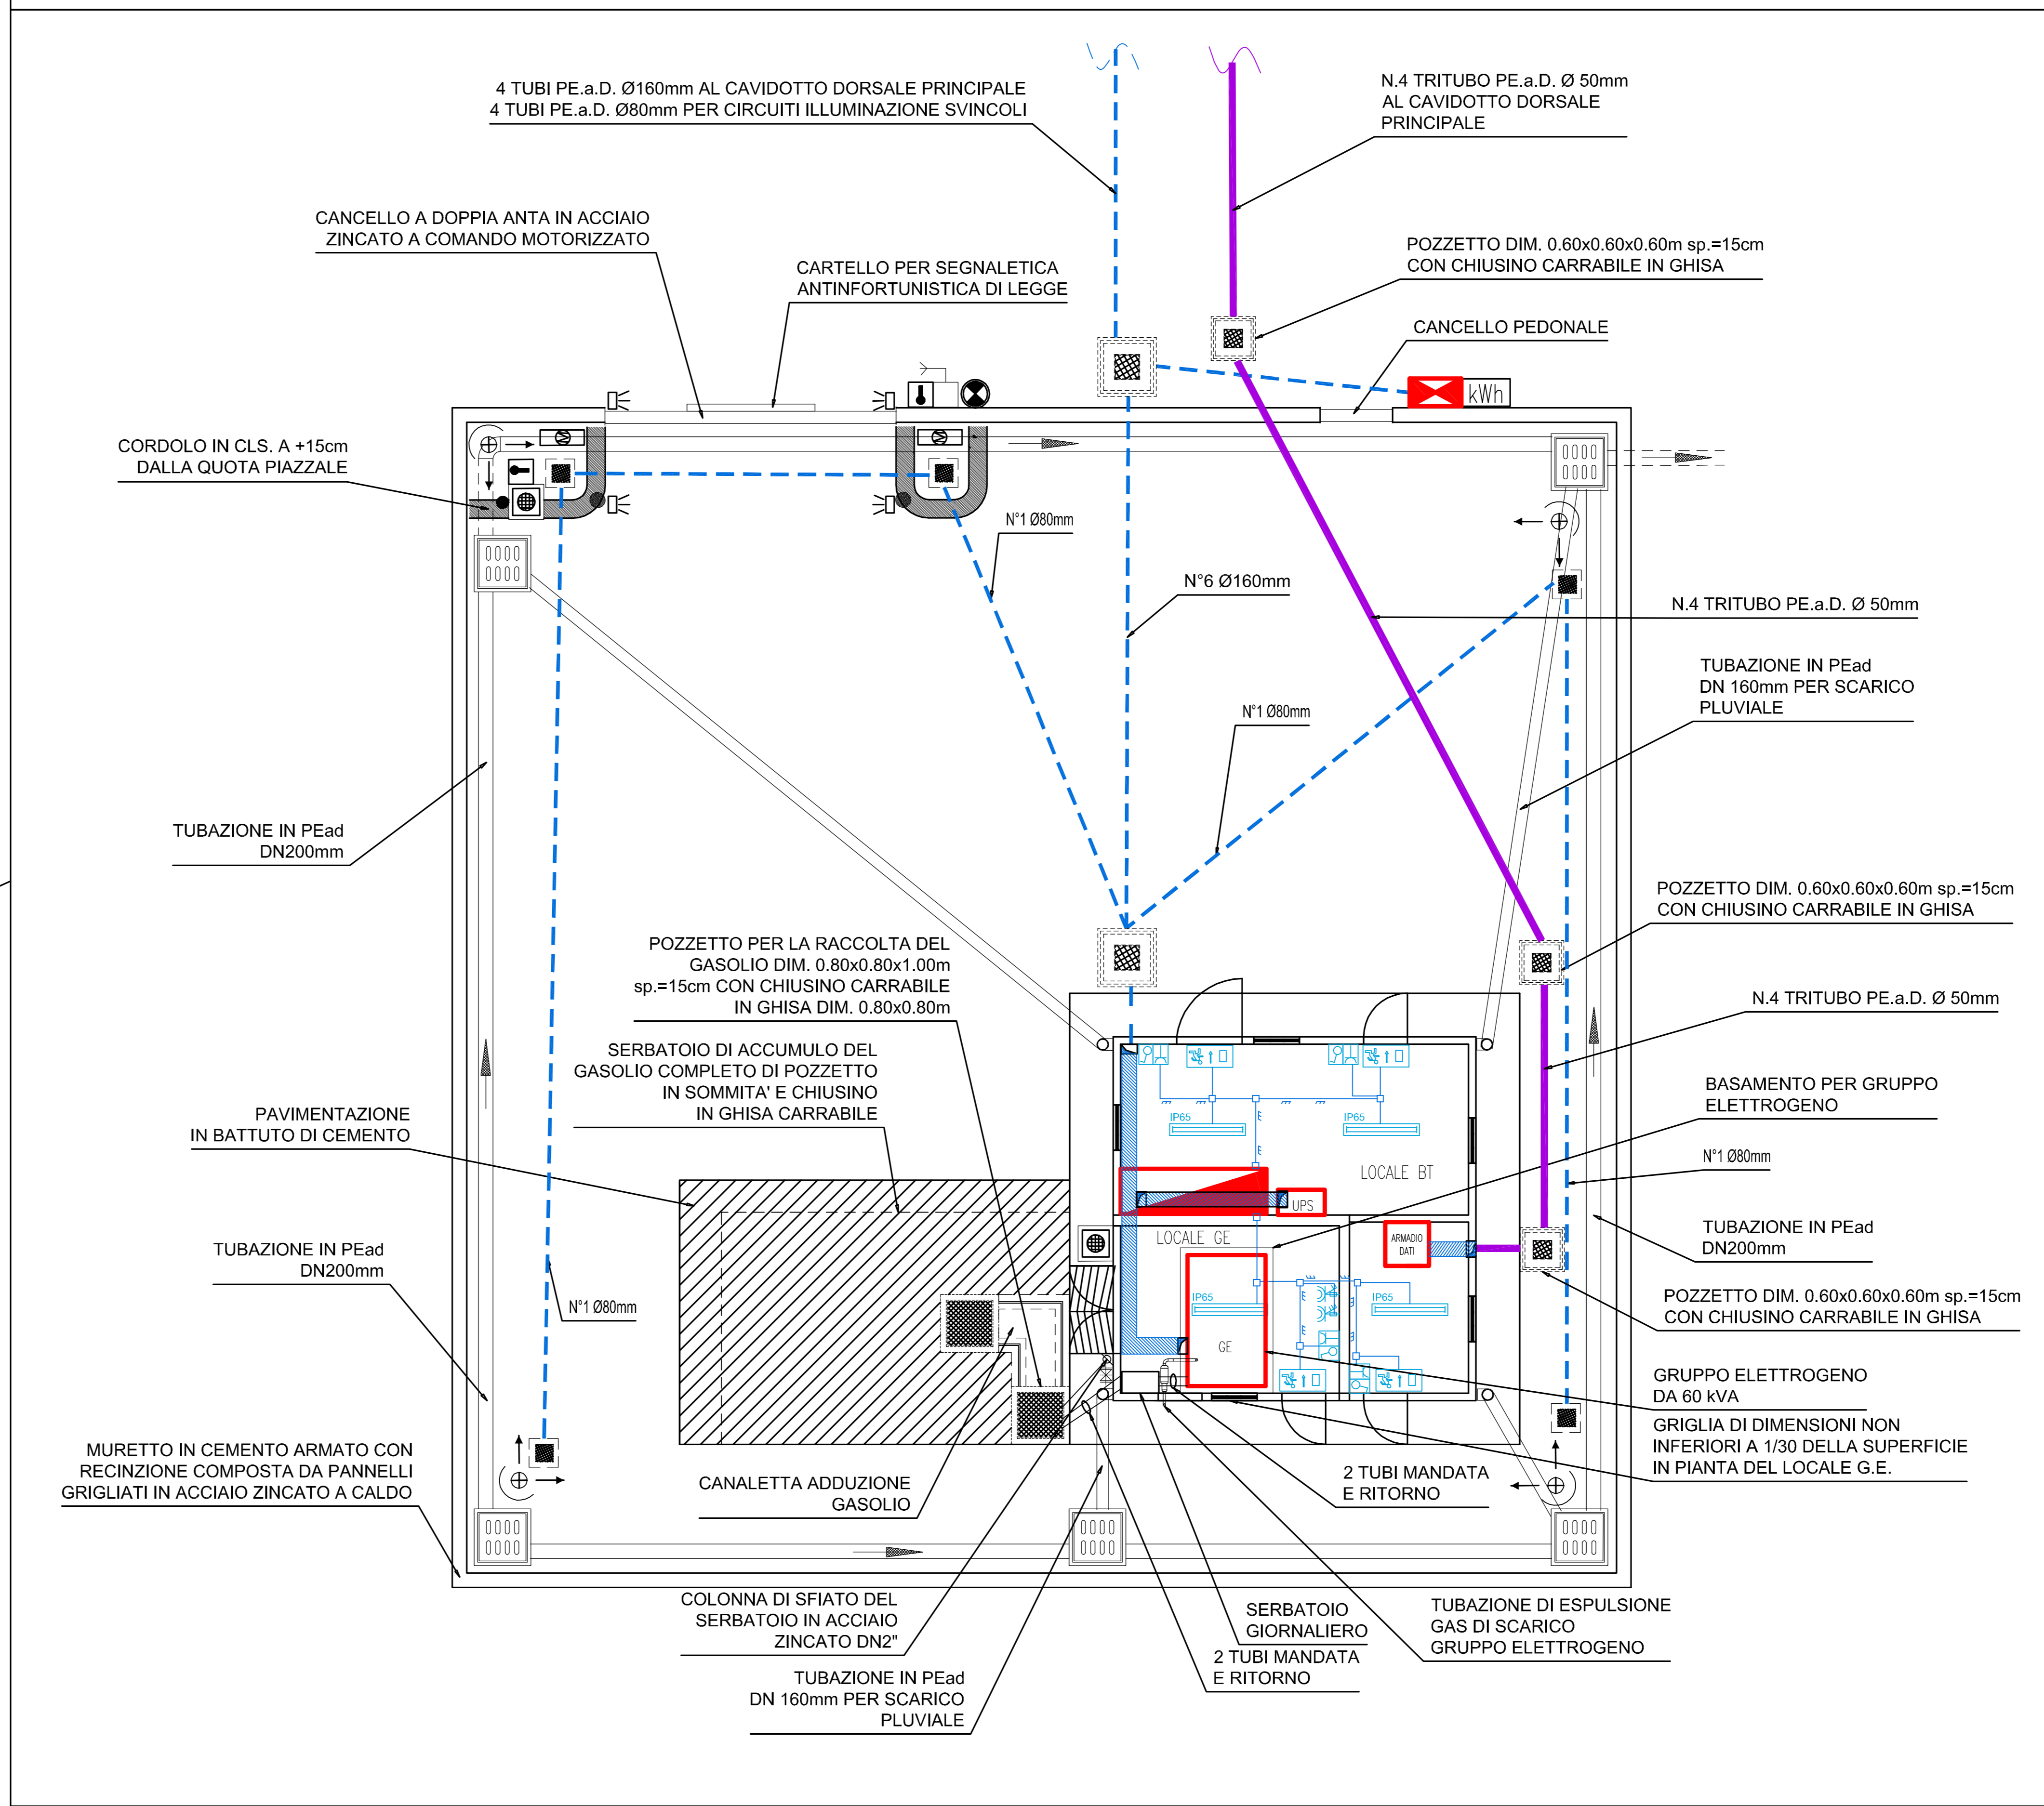 4 TUBI PE.a.D. Ø160mm AL CAVIDOTTO DORSALE PRINCIPALE
4 TUBI PE.a.D. Ø80mm PER CIRCUITI ILLUMINAZIONE SVINCOLI
N.4 TRITUBO PE.a.D. Ø 50mm
AL CAVIDOTTO DORSALE
PRINCIPALE
CANCELLO A DOPPIA ANTA IN ACCIAIO
ZINCATO A COMANDO MOTORIZZATO
CARTELLO PER SEGNALETICA
ANTINFORTUNISTICA DI LEGGE
POZZETTO DIM. 0.60x0.60x0.60m sp.=15cm
CON CHIUSINO CARRABILE IN GHISA
CANCELLO PEDONALE
kWh
CORDOLO IN CLS. A +15cm
DALLA QUOTA PIAZZALE
M
M
N°1 Ø80mm
N°6 Ø160mm
N.4 TRITUBO PE.a.D. Ø 50mm
TUBAZIONE IN PEad
DN 160mm PER SCARICO
PLUVIALE
N°1 Ø80mm
TUBAZIONE IN PEad
DN200mm
POZZETTO DIM. 0.60x0.60x0.60m sp.=15cm
CON CHIUSINO CARRABILE IN GHISA
POZZETTO PER LA RACCOLTA DEL
GASOLIO DIM. 0.80x0.80x1.00m
sp.=15cm CON CHIUSINO CARRABILE
IN GHISA DIM. 0.80x0.80m
N.4 TRITUBO PE.a.D. Ø 50mm
SERBATOIO DI ACCUMULO DEL
GASOLIO COMPLETO DI POZZETTO
IN SOMMITA' E CHIUSINO
IN GHISA CARRABILE
BASAMENTO PER GRUPPO
ELETTROGENO
PAVIMENTAZIONE
IN BATTUTO DI CEMENTO
IP65
IP65
LOCALE BT
N°1 Ø80mm
UPS
LOCALE GE
ARMADIO
DATI
TUBAZIONE IN PEad
DN200mm
TUBAZIONE IN PEad
DN200mm
N°1 Ø80mm
IP65
IP65
GE
POZZETTO DIM. 0.60x0.60x0.60m sp.=15cm
CON CHIUSINO CARRABILE IN GHISA
GRUPPO ELETTROGENO
DA 60 kVA
GRIGLIA DI DIMENSIONI NON
INFERIORI A 1/30 DELLA SUPERFICIE
IN PIANTA DEL LOCALE G.E.
MURETTO IN CEMENTO ARMATO CON
RECINZIONE COMPOSTA DA PANNELLI
GRIGLIATI IN ACCIAIO ZINCATO A CALDO
CANALETTA ADDUZIONE
GASOLIO
2 TUBI MANDATA
E RITORNO
COLONNA DI SFIATO DEL
SERBATOIO IN ACCIAIO
ZINCATO DN2"
SERBATOIO
GIORNALIERO
TUBAZIONE DI ESPULSIONE
GAS DI SCARICO
GRUPPO ELETTROGENO
2 TUBI MANDATA
E RITORNO
TUBAZIONE IN PEad
DN 160mm PER SCARICO
PLUVIALE